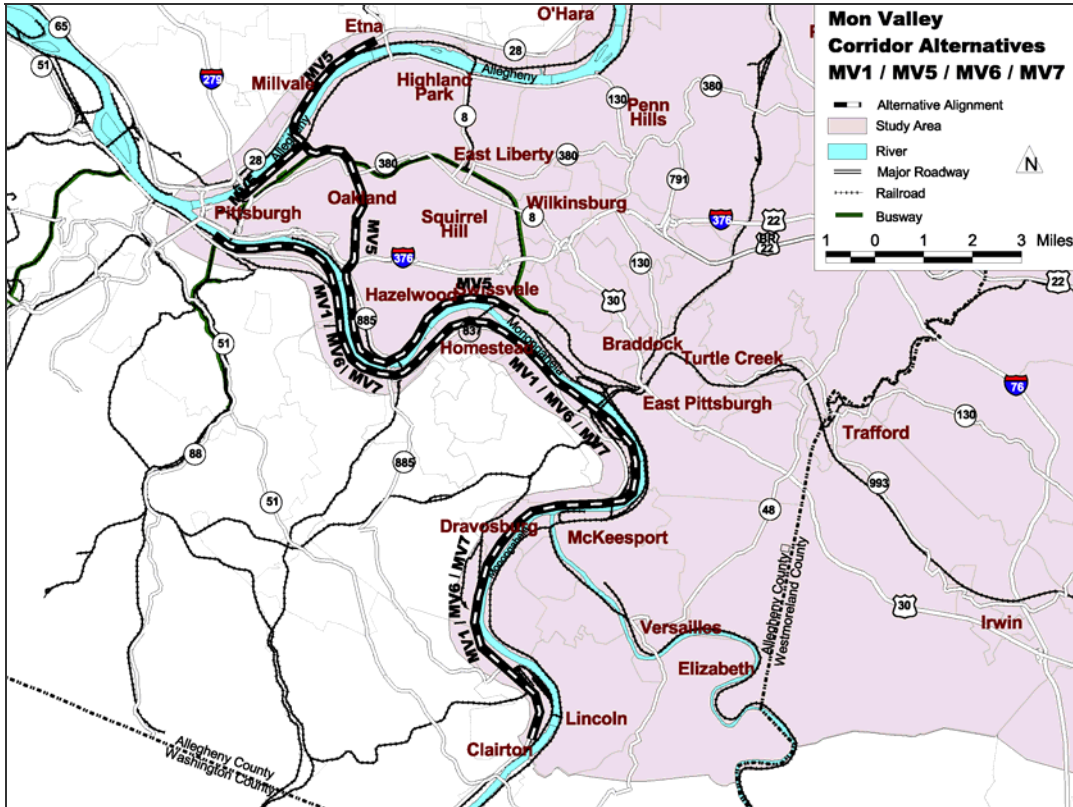 Mon Valley
Corridor Alternatives
MV1 / MV5 / MV6 / MV7
Alternative Alignment
Study Area
River
Major Roadway
Railroad
Busway
N
1 0 1 2 3 Miles
65
51
Etna
O'Hara
28
279
Millvale
MV5
Highland
Park
Allegheny
130
Penn
Hills
380
8
Allegheny
28
380
East Liberty
380
791
Oakland
Pittsburgh
Squirrel
Hill
8
Wilkinsburg
376
22
BR
22
22
MV5
376
130
Hazelwood
MV5
Swissvale
30
51
MV1 / MV6 / MV7
885
837
Homestead
Monongahela
Braddock
Turtle Creek
76
MV1 / MV6 / MV7
East Pittsburgh
Trafford
130
88
885
993
51
48
Dravosburg
McKeesport
Monongahela
MV1 / MV6 / MV7
Allegheny County
Westmoreland County
30
Irwin
Versailles
Elizabeth
Lincoln
Clairton
Allegheny County
Washington County